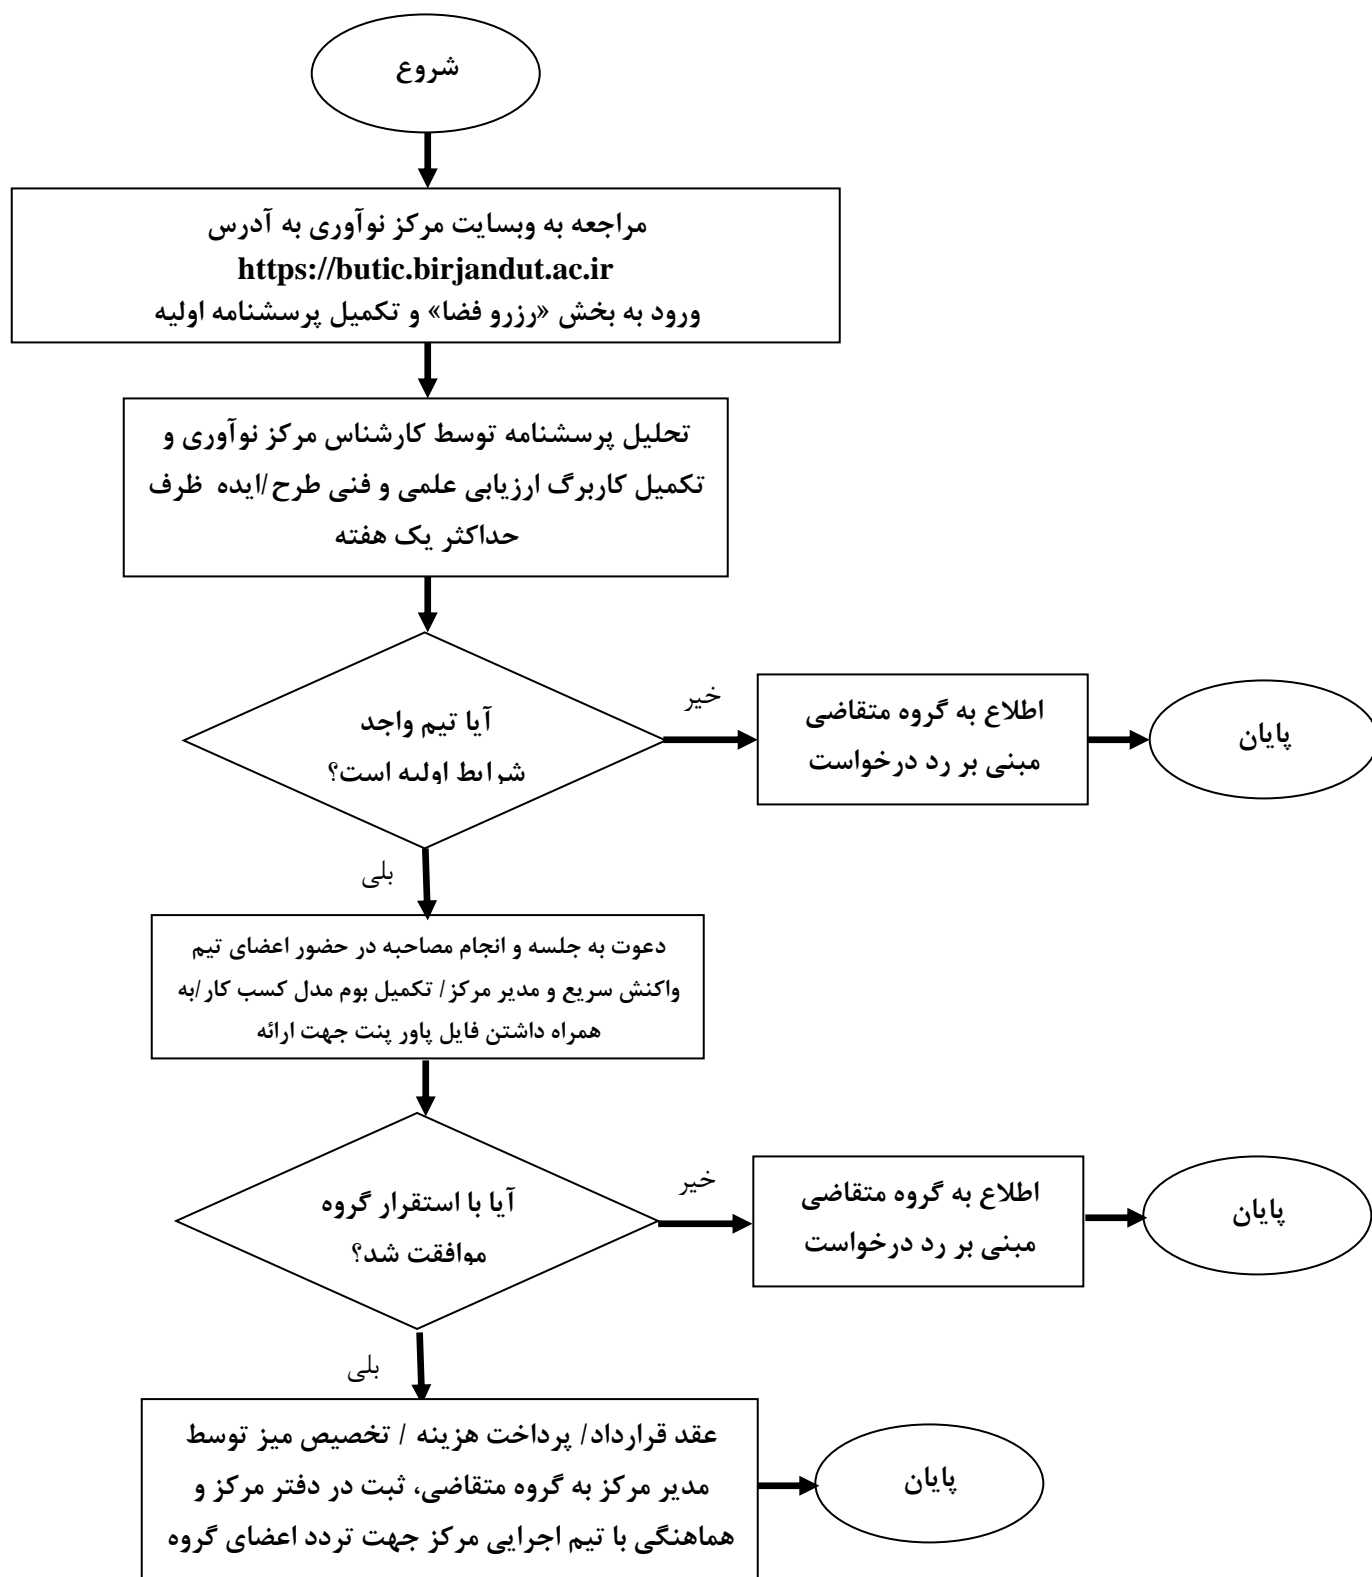 شروع
مراجعه به وبسایت مرکز نوآوری به آدرس
https://butic.birjandut.ac.ir
ورود به بخش «رزرو فضا» و تکمیل پرسشنامه اولیه
تحلیل پرسشنامه توسط کارشناس مرکز نوآوری و
تکمیل کاربرگ ارزیابی علمی و فنی طرح/ایده ظرف
حداکثر یک هفته
آیا تیم واجد
شرایط اولیه است؟
خیر
اطلاع به گروه متقاضی
مبنی بر رد درخواست
پایان
بلی
دعوت به جلسه و انجام مصاحبه در حضور اعضای تیم
واکنش سریع و مدیر مرکز/ تکمیل بوم مدل کسب کار/به
همراه داشتن فایل پاور پنت جهت ارائه
آیا با استقرار گروه
موافقت شد؟
خیر
اطلاع به گروه متقاضی
مبنی بر رد درخواست
پایان
بلی
عقد قرارداد/ پرداخت هزینه / تخصیص میز توسط
مدیر مرکز به گروه متقاضی، ثبت در دفتر مرکز و
هماهنگی با تیم اجرایی مرکز جهت تردد اعضای گروه
پایان